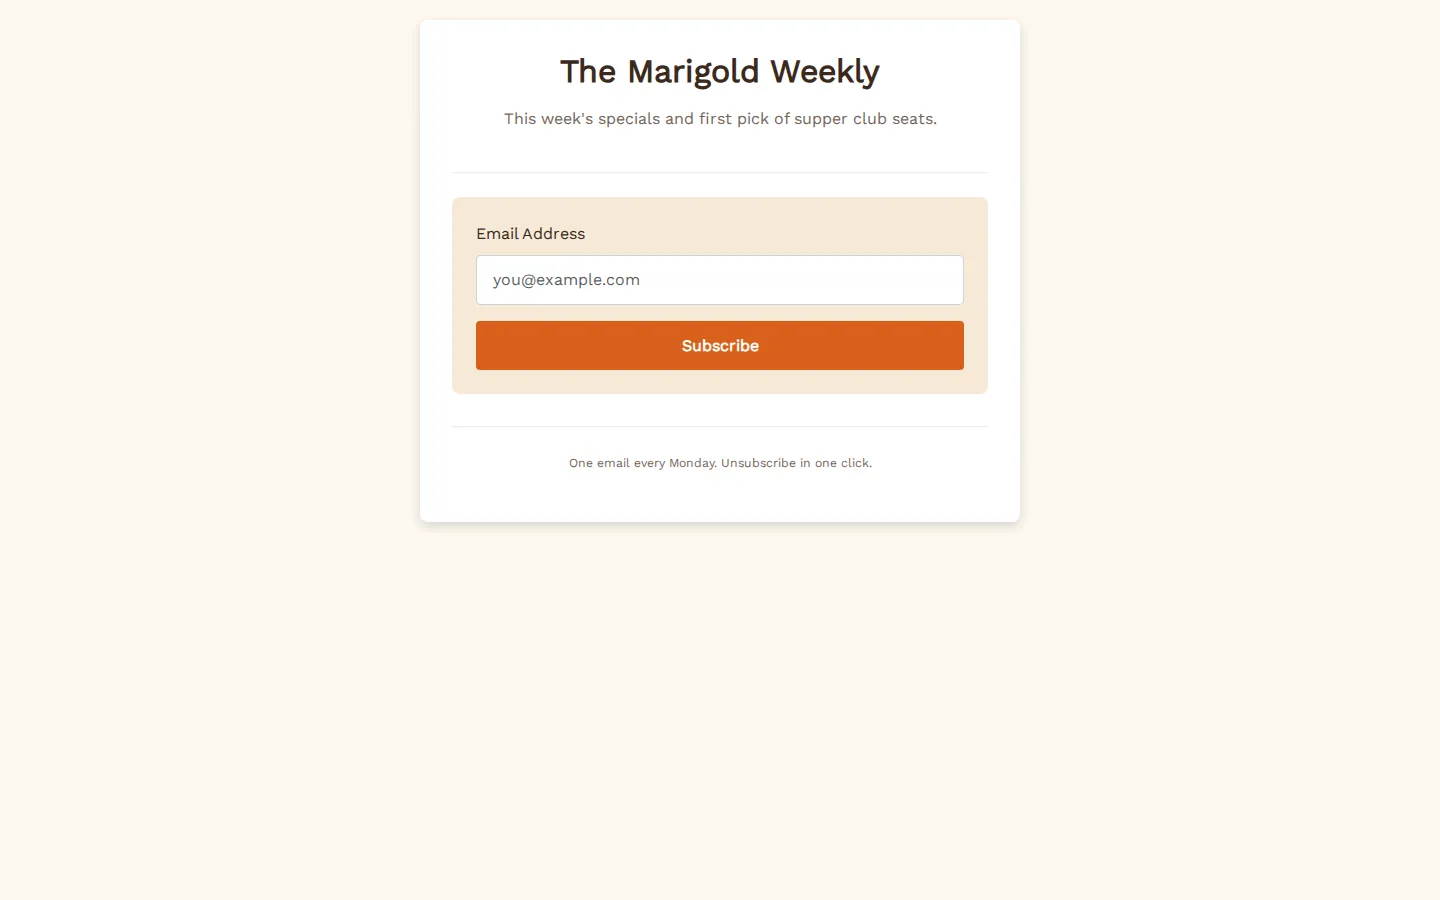 The Marigold Weekly
This week's specials and first pick of supper club seats.
Email Address
you@example.com
Subscribe
One email every Monday. Unsubscribe in one click.